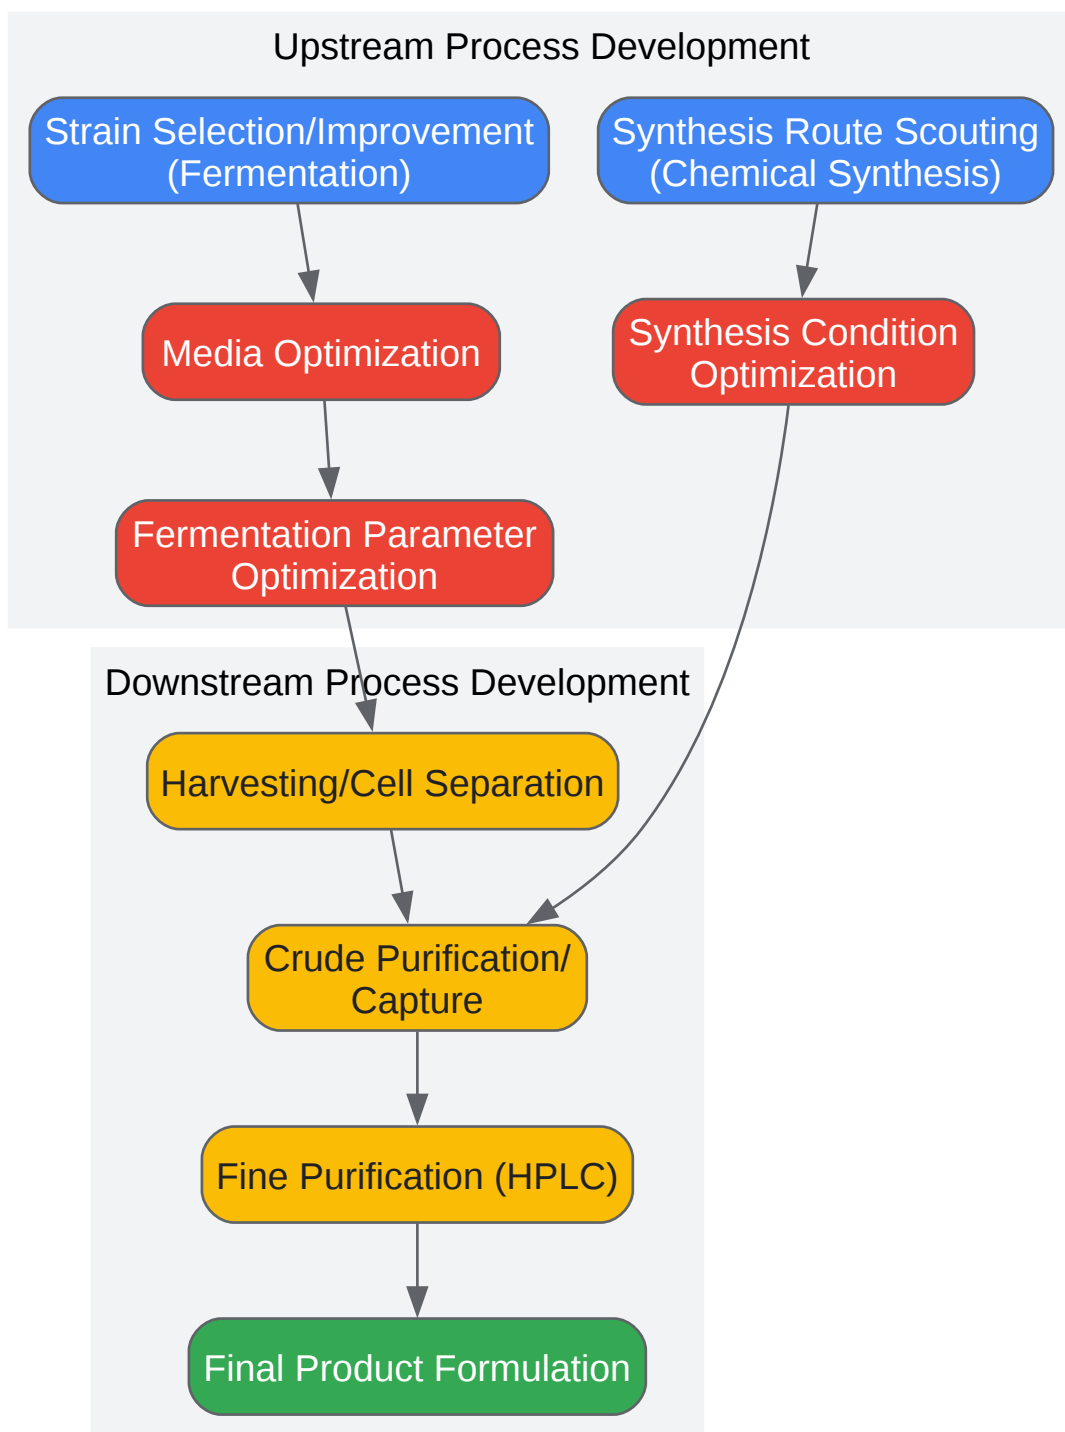 Upstream Process Development
Strain Selection/Improvement
(Fermentation)
Synthesis Route Scouting
(Chemical Synthesis)
Media Optimization
Synthesis Condition
Optimization
Fermentation Parameter
Optimization
Downstream Process Development
Harvesting/Cell Separation
Crude Purification/
Capture
Fine Purification (HPLC)
Final Product Formulation